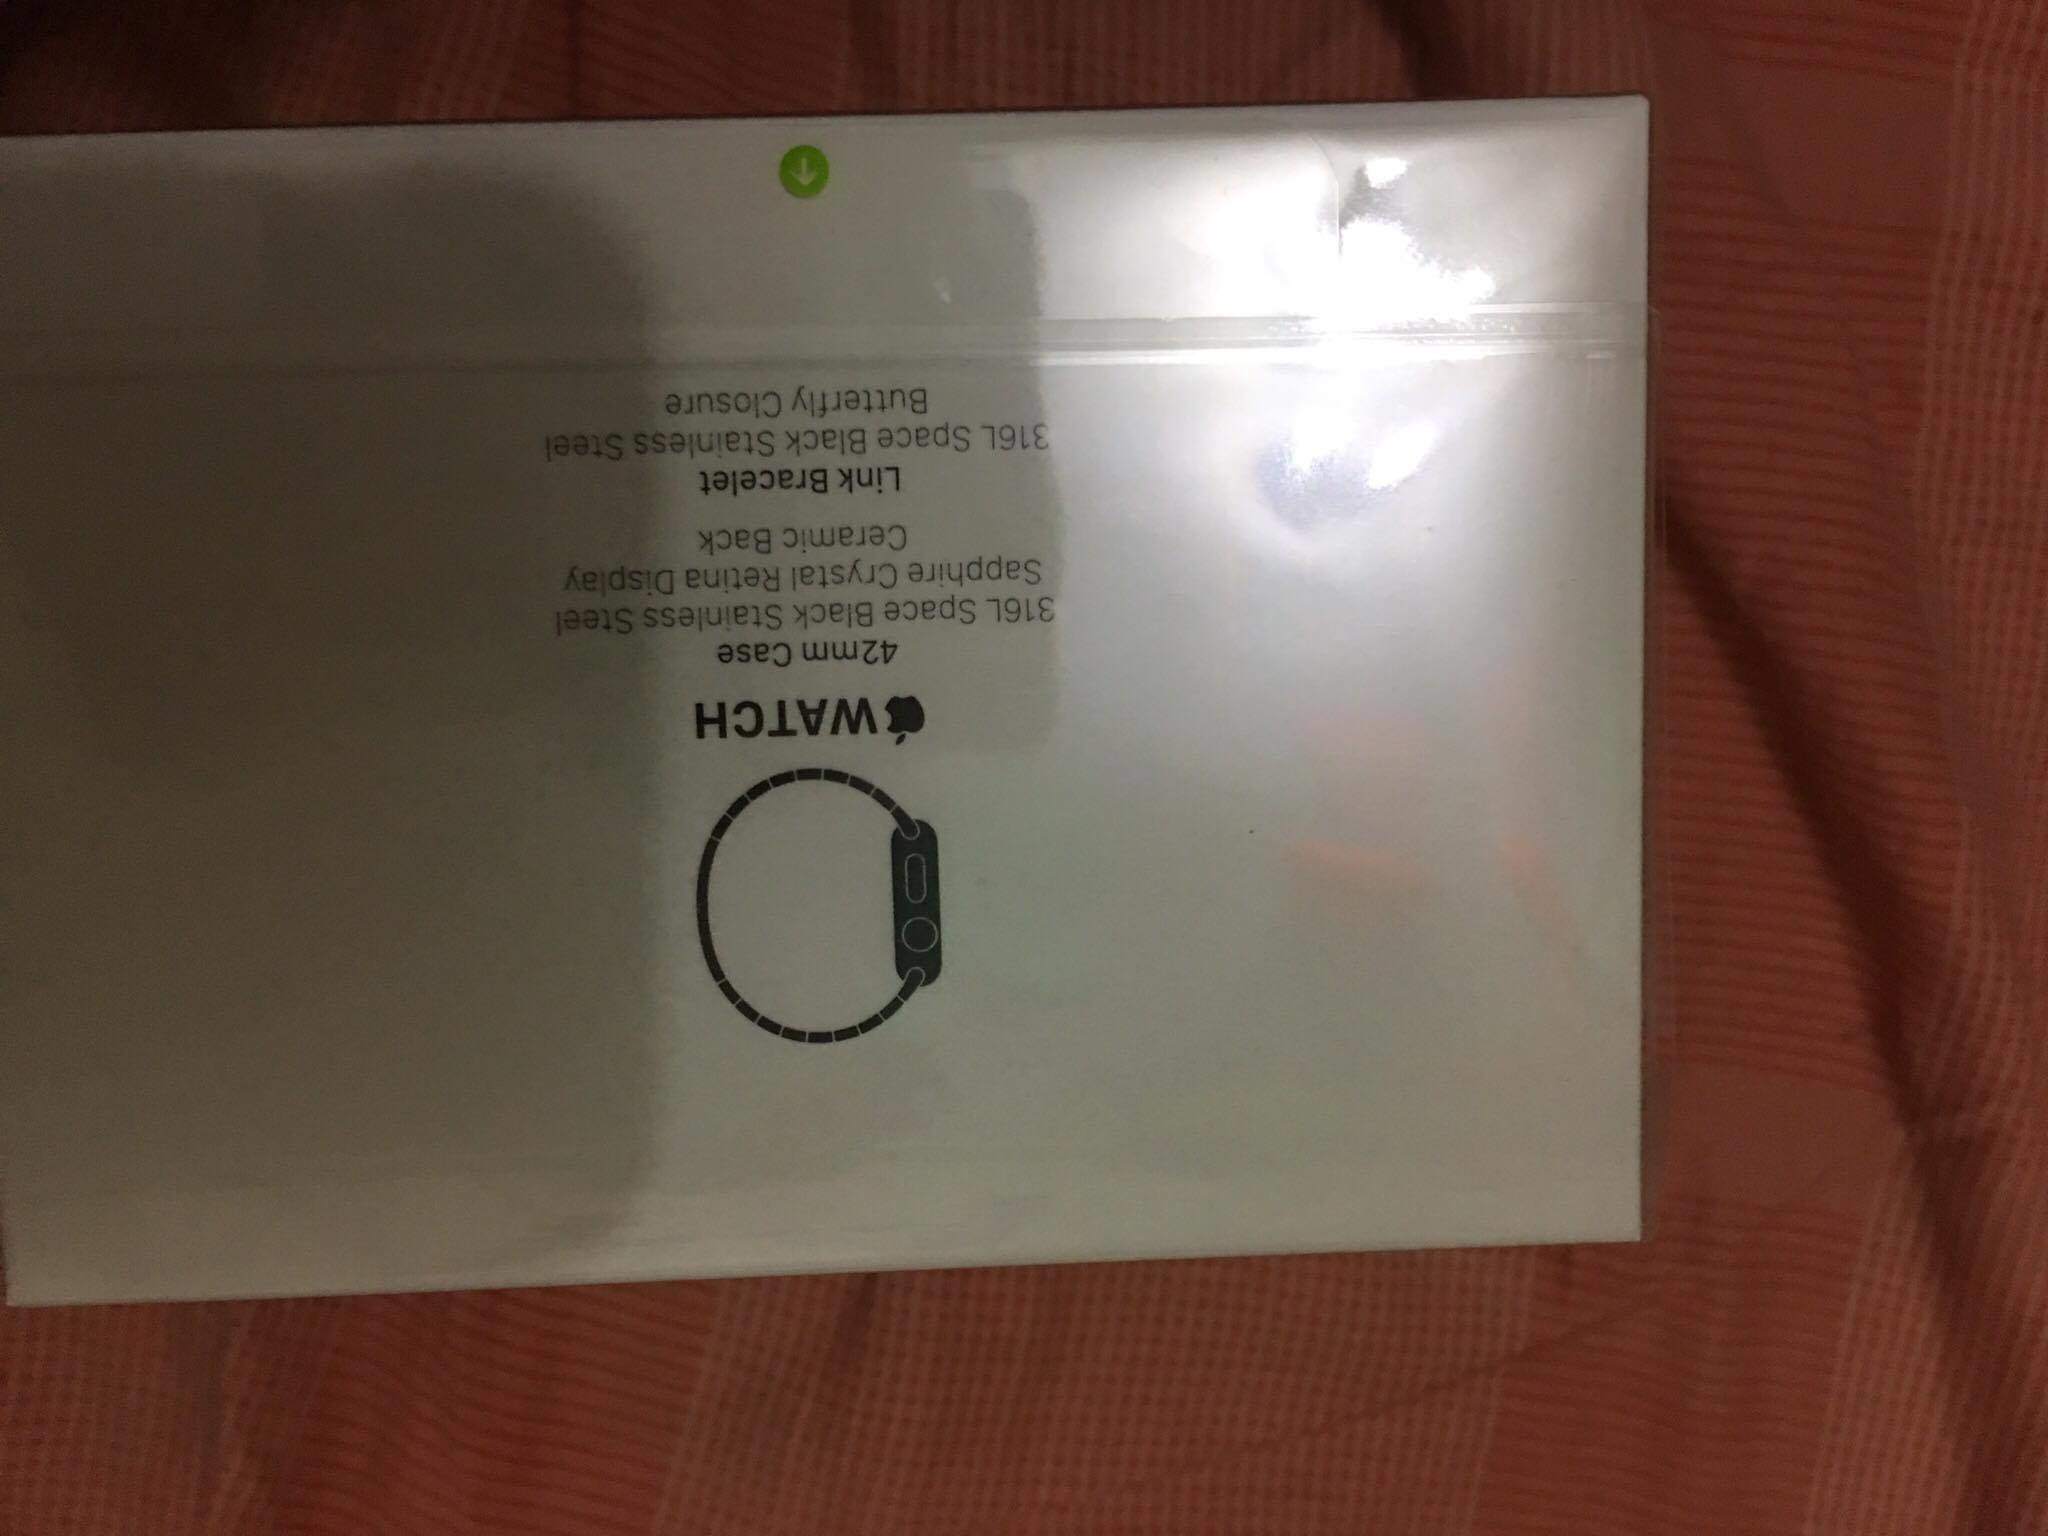 WATCH
42mm Case
316L Space Black Stainless Steel
Sapphire Crystal Retina Display
Ceramic Back
Link Bracelet
316L Space Black Stainless Steel
Butterfly Closure